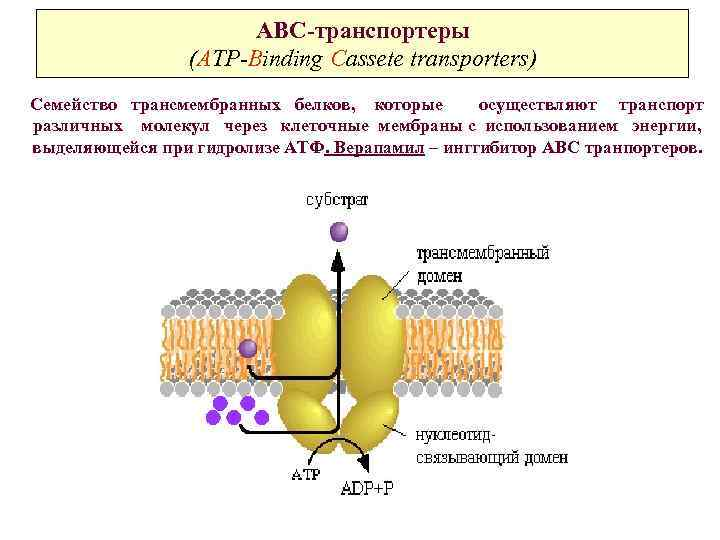 АВС-транспортеры
(ATP-Binding Cassete transporters)
Семейство трансмембранных белков, которые осуществляют транспорт
различных молекул через клеточные мембраны с использованием энергии,
выделяющейся при гидролизе АТФ. Верапамил – инггибитор АВС транпортеров.
субстрат
трансмембранный
домен
нуклеотид-
связывающий домен
ATP
ADP+P